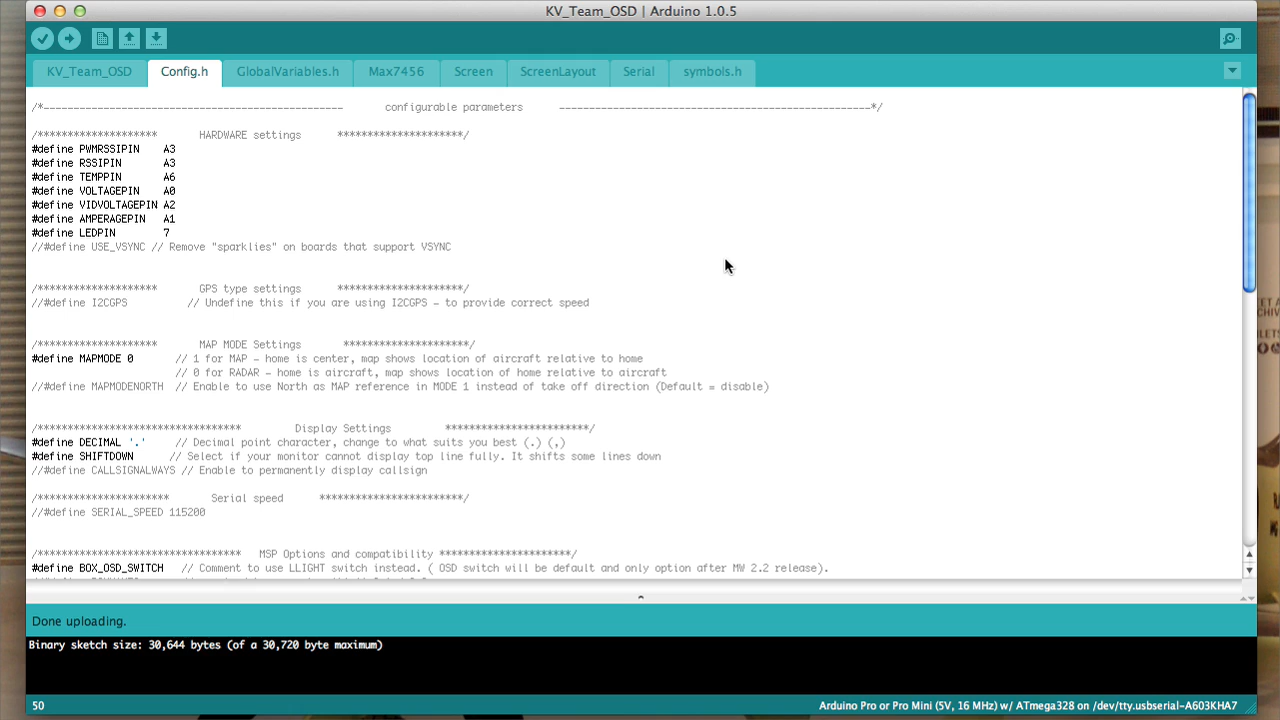 KV_Team_OSD | Arduino 1.0.5
KV_Team_OSD Config.h GlobalVariables.h Max7456 Screen ScreenLayout Serial symbols.h
/*-------------------------------------------------- configurable parameters ----------------------------------------------------*/
/******************** HARDWARE settings *********************/
#define PWMRSSIPIN A3
#define RSSIPIN A3
#define TEMPPIN A6
#define VOLTAGEPIN A0
#define VIDVOLTAGEPIN A2
#define AMPERAGEPIN A1
#define LEDPIN 7
//#define USE_VSYNC // Remove "sparklies" on boards that support VSYNC
/******************** GPS type settings *********************/
//#define I2CGPS // Undefine this if you are using I2CGPS - to provide correct speed
/******************** MAP MODE Settings *********************/
#define MAPMODE 0 // 1 for MAP - home is center, map shows location of aircraft relative to home
// 0 for RADAR - home is aircraft, map shows location of home relative to aircraft
//#define MAPMODENORTH // Enable to use North as MAP reference in MODE 1 instead of take off direction (Default = disable)
/********************************** Display Settings ************************/
#define DECIMAL '.' // Decimal point character, change to what suits you best (.) (,)
#define SHIFTDOWN // Select if your monitor cannot display top line fully. It shifts some lines down
//#define CALLSIGNALWAYS // Enable to permanently display callsign
/********************** Serial speed ************************/
//#define SERIAL_SPEED 115200
/********************************** MSP Options and compatibility **********************/
#define BOX_OSD_SWITCH // Comment to use LLIGHT switch instead. ( OSD switch will be default and only option after MW 2.2 release).
Done uploading.
Binary sketch size: 30,644 bytes (of a 30,720 byte maximum)
50 Arduino Pro or Pro Mini (5V, 16 MHz) w/ ATmega328 on /dev/tty.usbserial-A603KHA7